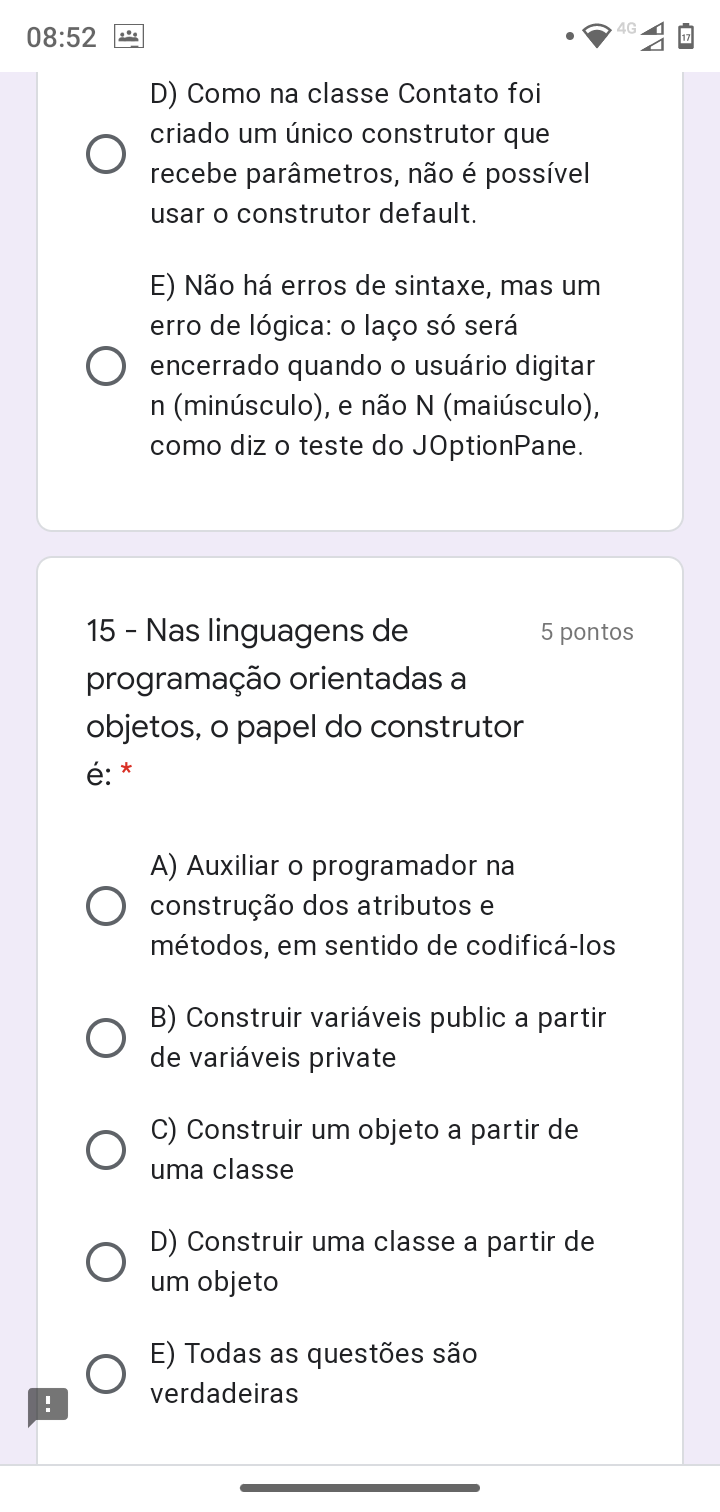 08:52
4G
17
D) Como na classe Contato foi
criado um único construtor que
recebe parâmetros, não é possível
usar o construtor default.
E) Não há erros de sintaxe, mas um
erro de lógica: o laço só será
encerrado quando o usuário digitar
n (minúsculo), e não N (maiúsculo),
como diz o teste do JOptionPane.
15 - Nas linguagens de
programação orientadas a
objetos, o papel do construtor
é: *
5 pontos
A) Auxiliar o programador na
construção dos atributos e
métodos, em sentido de codificá-los
B) Construir variáveis public a partir
de variáveis private
C) Construir um objeto a partir de
uma classe
D) Construir uma classe a partir de
um objeto
E) Todas as questões são
verdadeiras